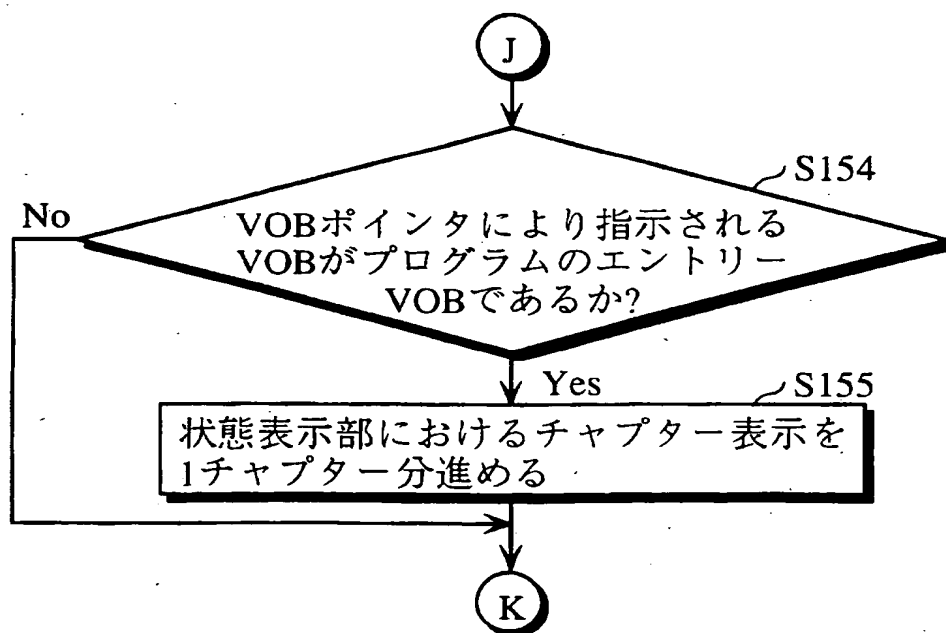 J
S154
No
VOBポインタにより指示される
VOBがプログラムのエントリー
VOBであるか?
Yes
S155
状態表示部におけるチャプター表示を
1チャプター分進める
K